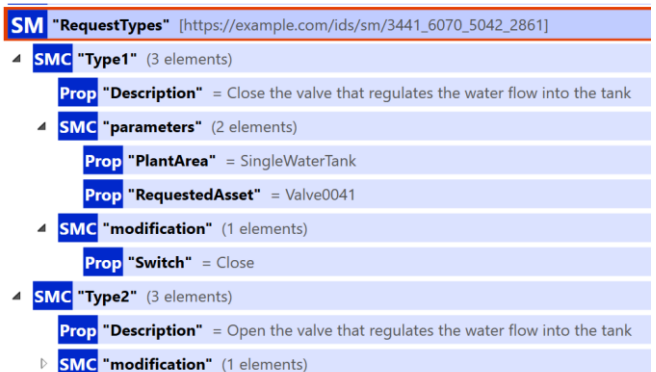 SM "RequestTypes" [https://example.com/ids/sm/3441_6070_5042_2861]
SMC "Type1" (3 elements)
Prop "Description" = Close the valve that regulates the water flow into the tank
SMC "parameters" (2 elements)
Prop "PlantArea" = SingleWaterTank
Prop "RequestedAsset" = Valve0041
SMC "modification" (1 elements)
Prop "Switch" = Close
SMC "Type2" (3 elements)
Prop "Description" = Open the valve that regulates the water flow into the tank
SMC "modification" (1 elements)